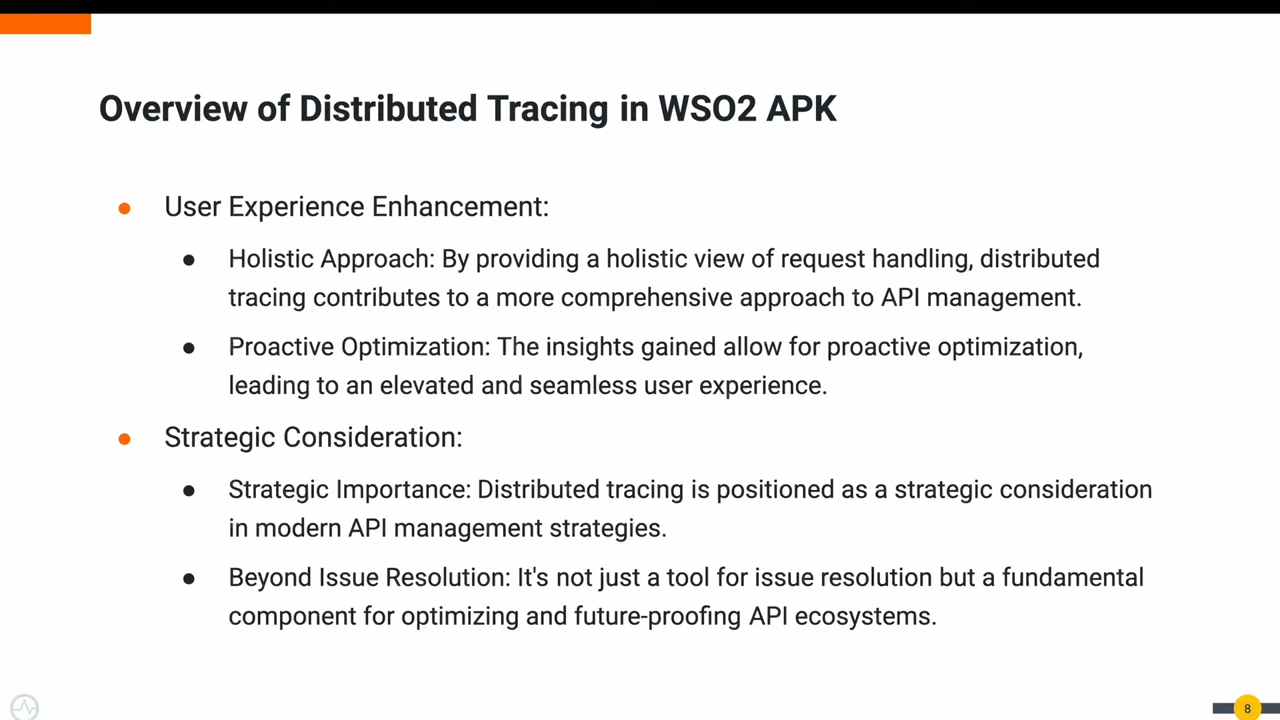 Overview of Distributed Tracing in WSO2 APK
● User Experience Enhancement:
● Holistic Approach: By providing a holistic view of request handling, distributed
tracing contributes to a more comprehensive approach to API management.
● Proactive Optimization: The insights gained allow for proactive optimization,
leading to an elevated and seamless user experience.
● Strategic Consideration:
● Strategic Importance: Distributed tracing is positioned as a strategic consideration
in modern API management strategies.
● Beyond Issue Resolution: It's not just a tool for issue resolution but a fundamental
component for optimizing and future-proofing API ecosystems.
8